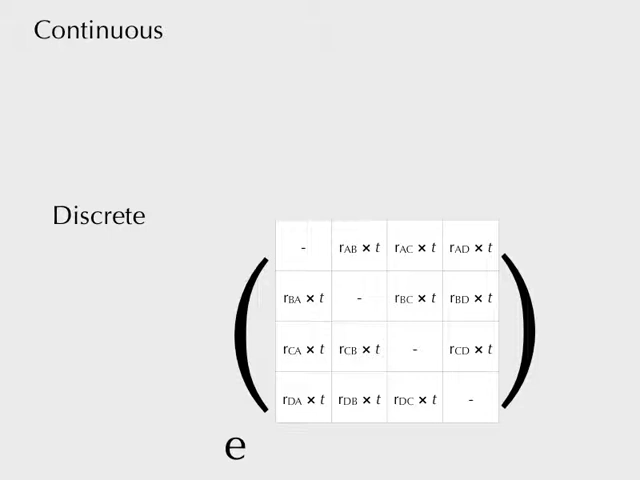 Continuous
Discrete
- rAB × t rAC × t rAD × t
rBA × t - rBC × t rBD × t
rCA × t rCB × t - rCD × t
rDA × t rDB × t rDC × t -
e